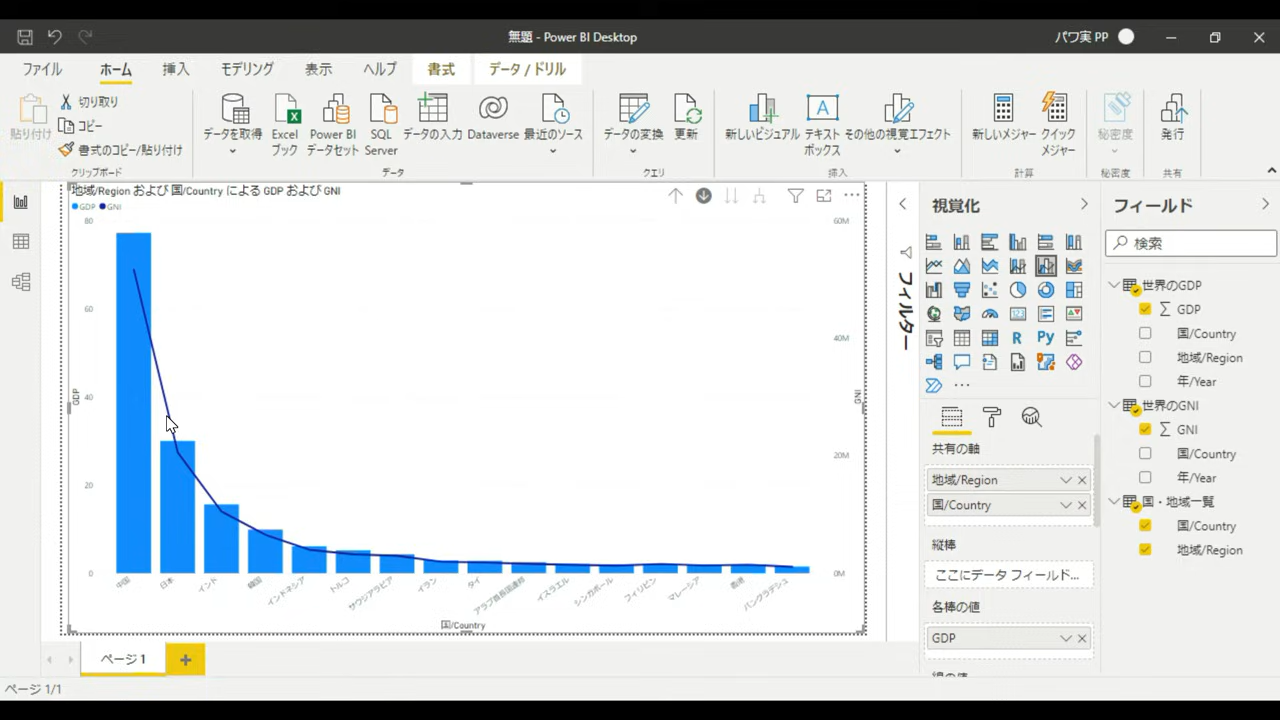 無題 - Power BI Desktop
パワ実 PP
ファイル ホーム 挿入 モデリング 表示 ヘルプ 書式 データ / ドリル
貼り付け
切り取り
コピー
書式のコピー/貼り付け
クリップボード
データを取得
Excel
ブック
Power BI
データセット
SQL
Server
データの入力
Dataverse
最近のソース
データ
データの変換
更新
クエリ
新しいビジュアル
テキスト
ボックス
その他の視覚エフェクト
挿入
新しいメジャー
クイック
メジャー
計算
秘密度
秘密度
発行
共有
地域/Region および 国/Country による GDP および GNI
GDP GNI
80
60
40
20
0
GDP
60M
40M
20M
0M
GNI
中国
日本
インド
韓国
インドネシア
トルコ
サウジアラビア
イラン
タイ
アラブ首長国連邦
イスラエル
シンガポール
フィリピン
マレーシア
香港
バングラデシュ
国/Country
フィルター
視覚化
R
Py
共有の軸
地域/Region
国/Country
縦棒
ここにデータ フィールド...
各棒の値
GDP
フィールド
検索
世界のGDP
GDP
国/Country
地域/Region
年/Year
世界のGNI
GNI
国/Country
年/Year
国・地域一覧
国/Country
地域/Region
ページ 1
ページ 1/1